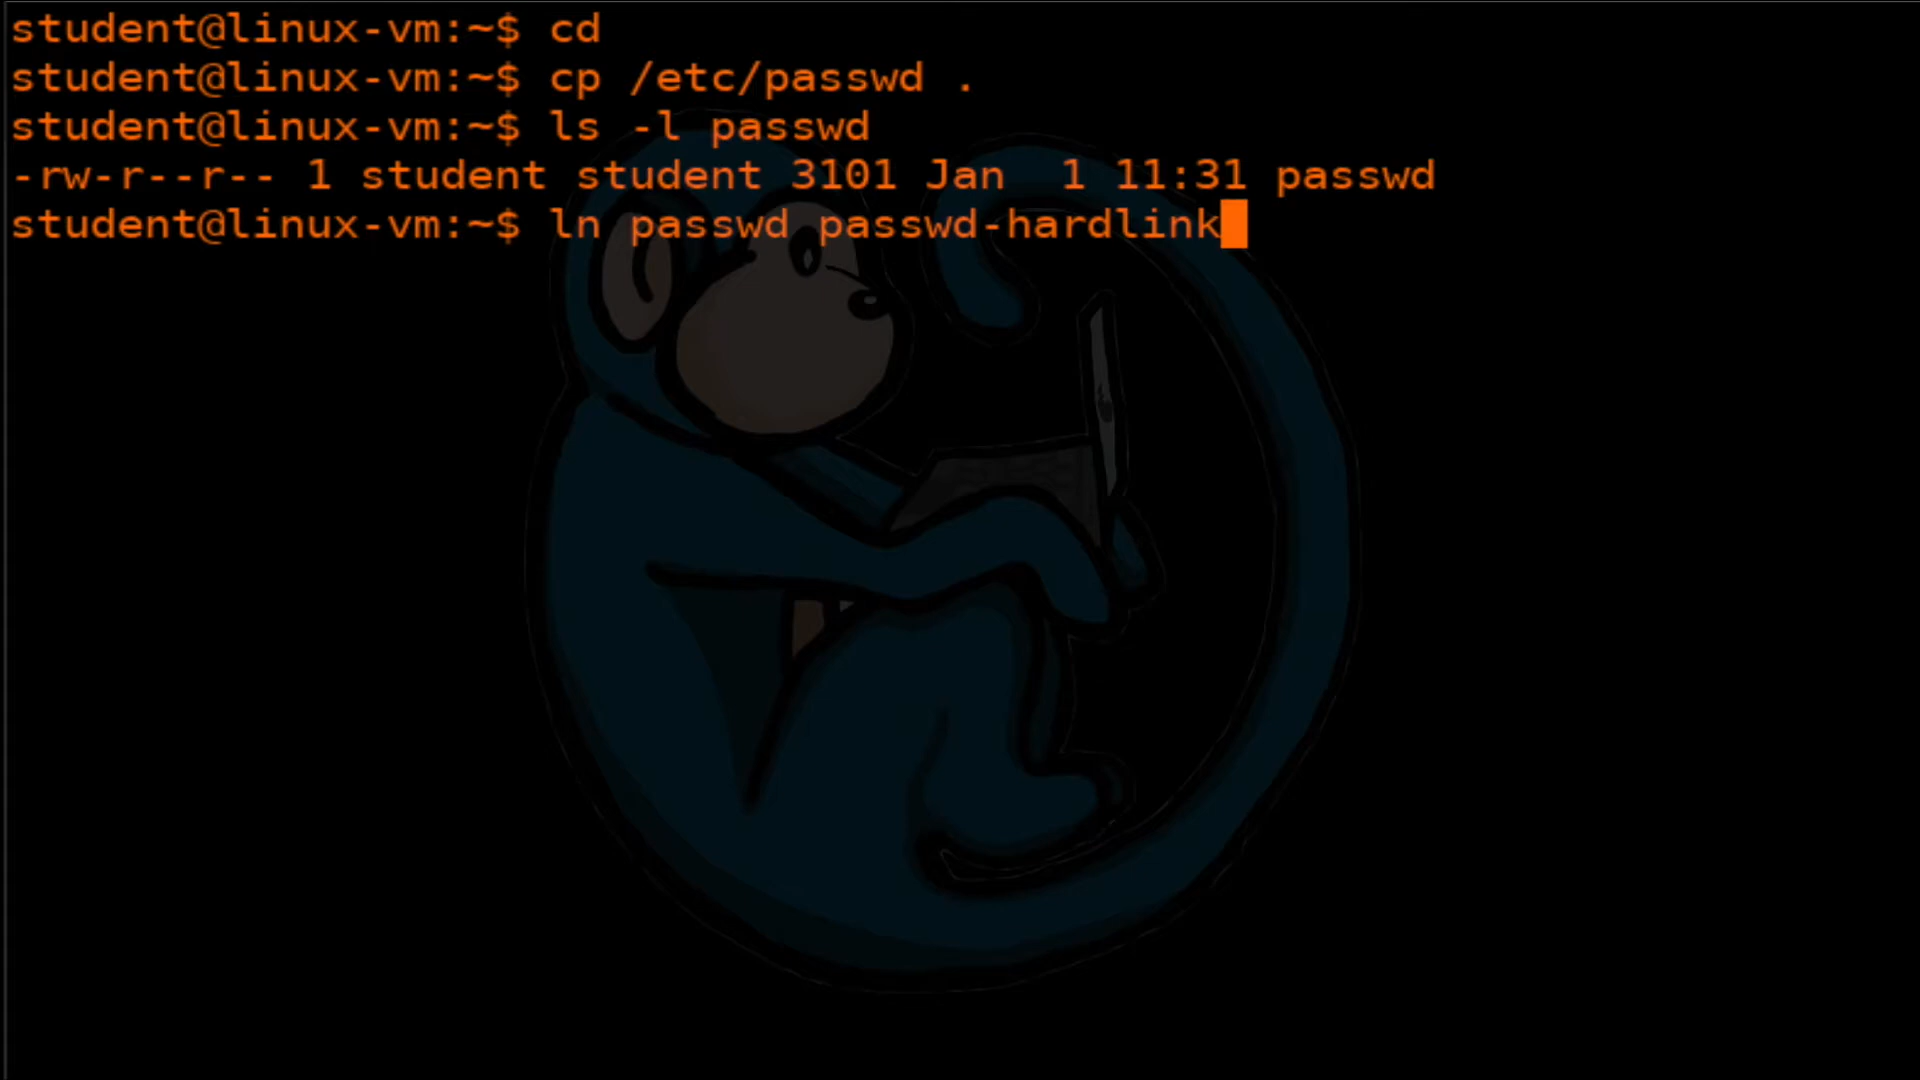 student@linux-vm:~$ cd
student@linux-vm:~$ cp /etc/passwd .
student@linux-vm:~$ ls -l passwd
-rw-r--r-- 1 student student 3101 Jan  1 11:31 passwd
student@linux-vm:~$ ln passwd passwd-hardlink